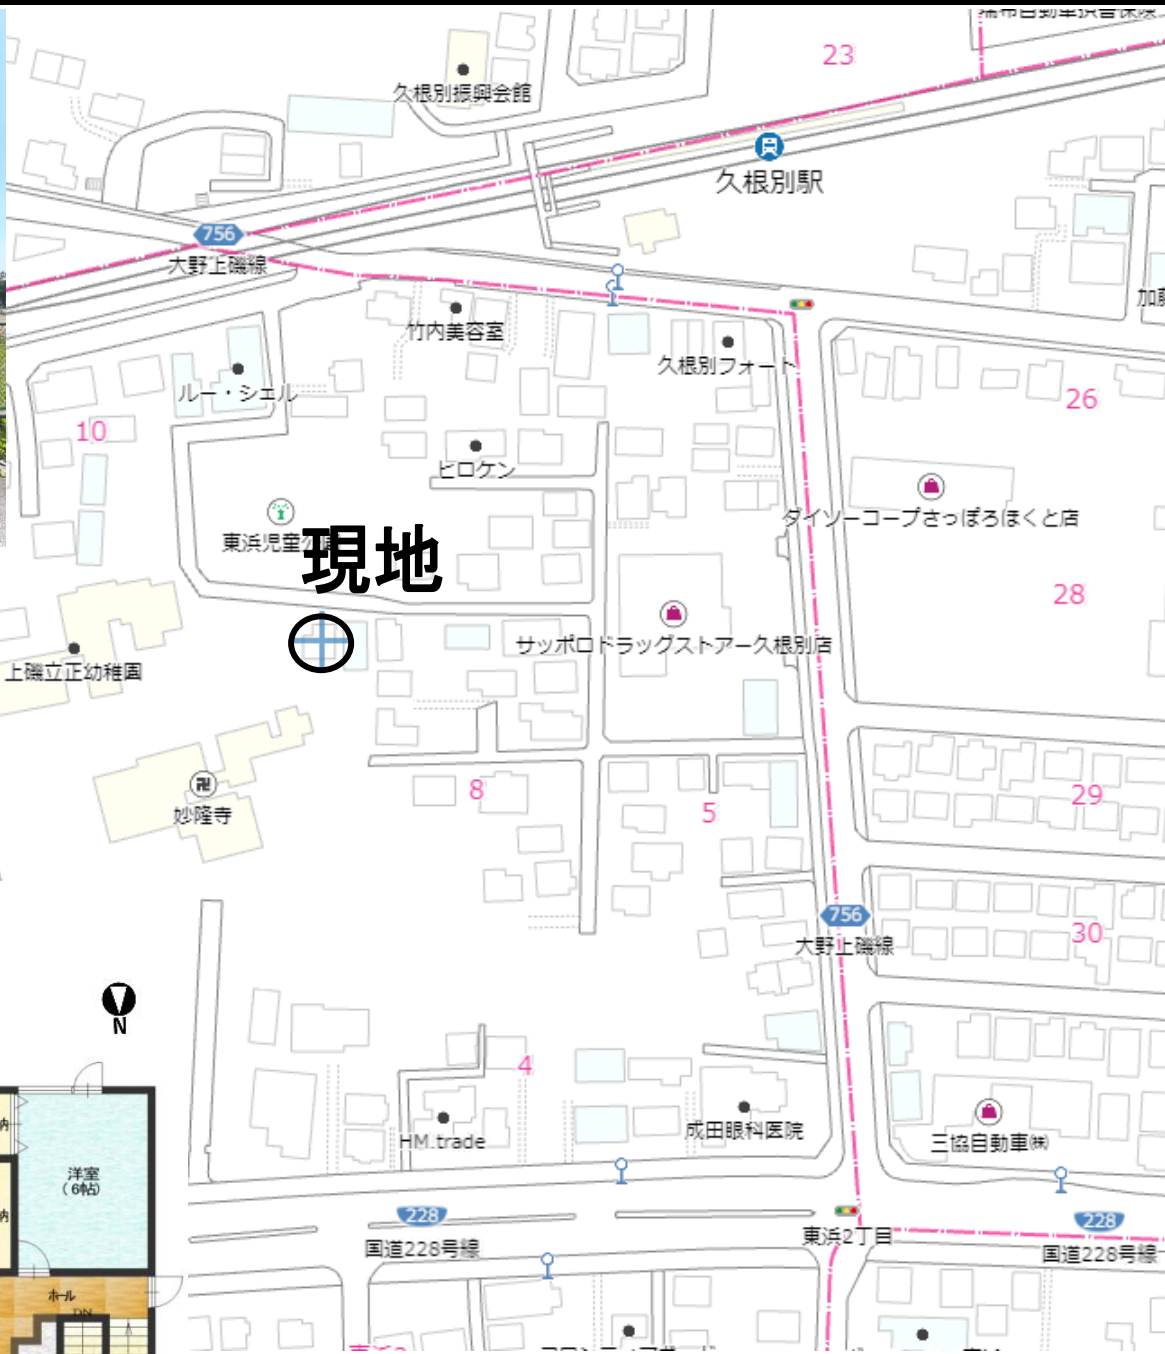 23
久根別振興会館
久根別駅
756
大野上磯線
竹内美容室
久根別フォート
ルー・シェル
26
10
ヒロケン
ダイソーコープさっぽろほくと店
東浜児童公園
現地
28
サッポロドラッグストアー久根別店
上磯立正幼稚園
8
29
5
卍
妙隆寺
756
30
大野上磯線
N
4
HM.trade
成田眼科医院
三協自動車㈱
納
洋室
(6帖)
納
228
228
東浜2丁目
国道228号線
国道228号線
ホール
DN